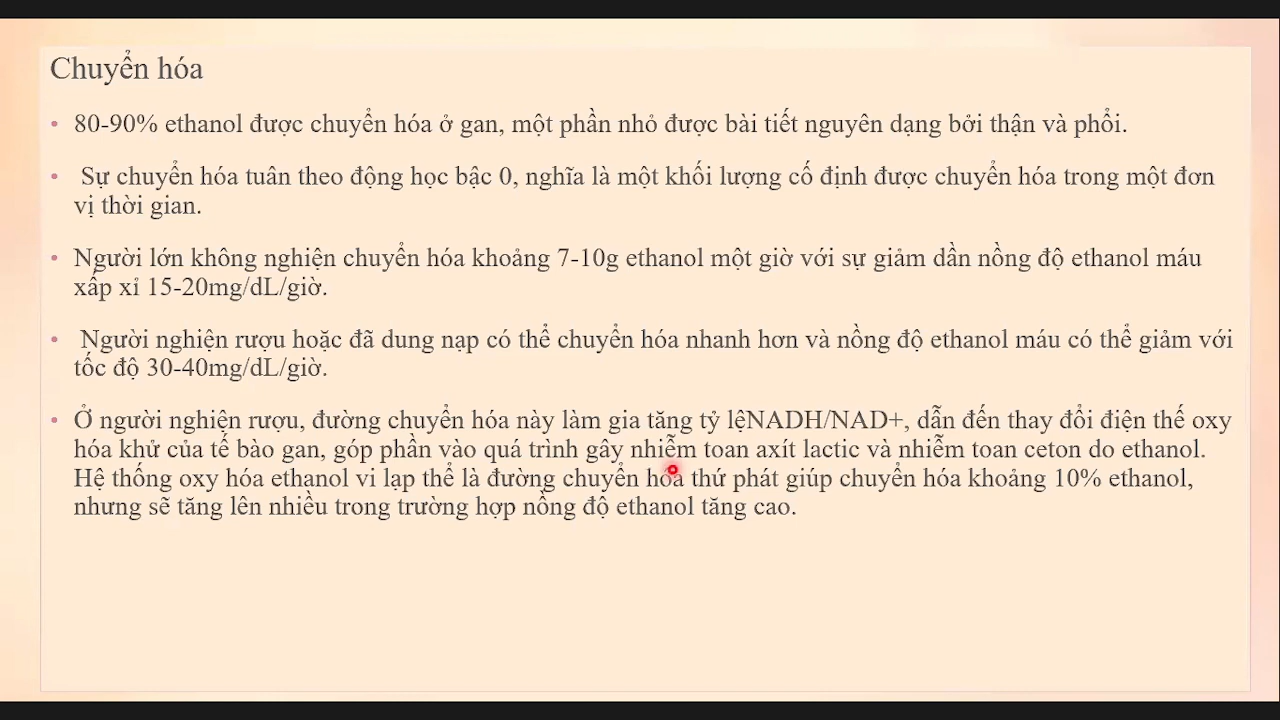 Chuyển hóa
• 80-90% ethanol được chuyển hóa ở gan, một phần nhỏ được bài tiết nguyên dạng bởi thận và phổi.
• Sự chuyển hóa tuân theo động học bậc 0, nghĩa là một khối lượng cố định được chuyển hóa trong một đơn
vị thời gian.
• Người lớn không nghiện chuyển hóa khoảng 7-10g ethanol một giờ với sự giảm dần nồng độ ethanol máu
xấp xỉ 15-20mg/dL/giờ.
• Người nghiện rượu hoặc đã dung nạp có thể chuyển hóa nhanh hơn và nồng độ ethanol máu có thể giảm với
tốc độ 30-40mg/dL/giờ.
• Ở người nghiện rượu, đường chuyển hóa này làm gia tăng tỷ lệNADH/NAD+, dẫn đến thay đổi điện thế oxy
hóa khử của tế bào gan, góp phần vào quá trình gây nhiễm toan axít lactic và nhiễm toan ceton do ethanol.
Hệ thống oxy hóa ethanol vi lạp thể là đường chuyển hóa thứ phát giúp chuyển hóa khoảng 10% ethanol,
nhưng sẽ tăng lên nhiều trong trường hợp nồng độ ethanol tăng cao.